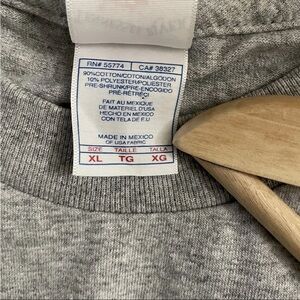 RN# 55774 CA# 38327
90%COTTON/COTON/ALGODON
10% POLYESTER/POLIESTER
PRE-SHRUNK/PRE-ENCOGIDO
PRÉ-RÉTRÉCI
FAIT AU MEXIQUE
DE MATERIEL D'USA
HECHO EN MEXICO
CON TELA DE E.U
MADE IN MEXICO
OF USA FABRIC
SIZE TAILLE TALLA
XL TG XG